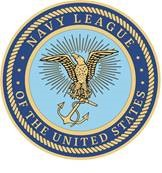 NAVY LEAGUE
OF THE UNITED STATES